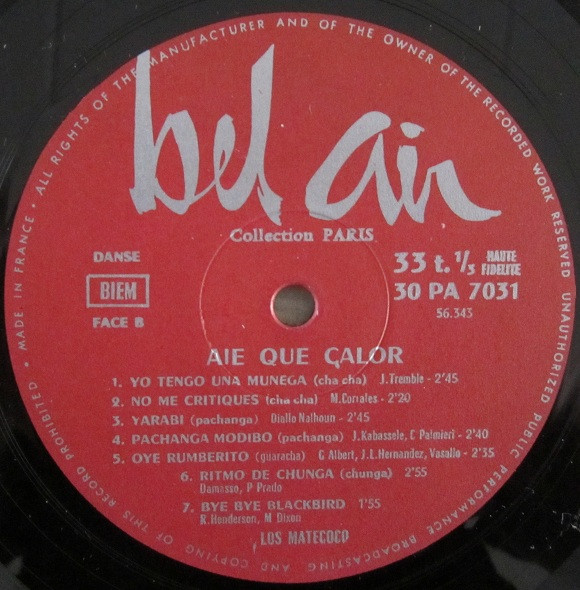 • MADE IN FRANCE • ALL RIGHTS OF THE MANUFACTURER AND OF THE OWNER OF THE RECORDED WORK RESERVED UNAUTHORIZED PUBLIC PERFORMANCE BROADCASTING AND COPYING OF THIS RECORD PROHIBITED
bel air
Collection PARIS
DANSE
BIEM
FACE B
33 t. 1/3 HAUTE FIDELITE
30 PA 7031
56.343
AIE QUE ÇALOR
1. YO TENGO UNA MUNEGA (cha cha) J.Tremble - 2'45
2. NO ME CRITIQUES (cha cha) M.Corrales - 2'20
3. YARABI (pachanga) Diallo Nalhoun - 2'45
4. PACHANGA MODIBO (pachanga) J.Kabassele, C Palmieri - 2'40
5. OYE RUMBERITO (guaracha) G Albert, J.L.Hernandez, Vasallo - 2'35
6. RITMO DE CHUNGA (chunga) 2'55
Damasso, P Prado
7. BYE BYE BLACKBIRD 1'55
R.Henderson, M Dixon
LOS MATECOCO